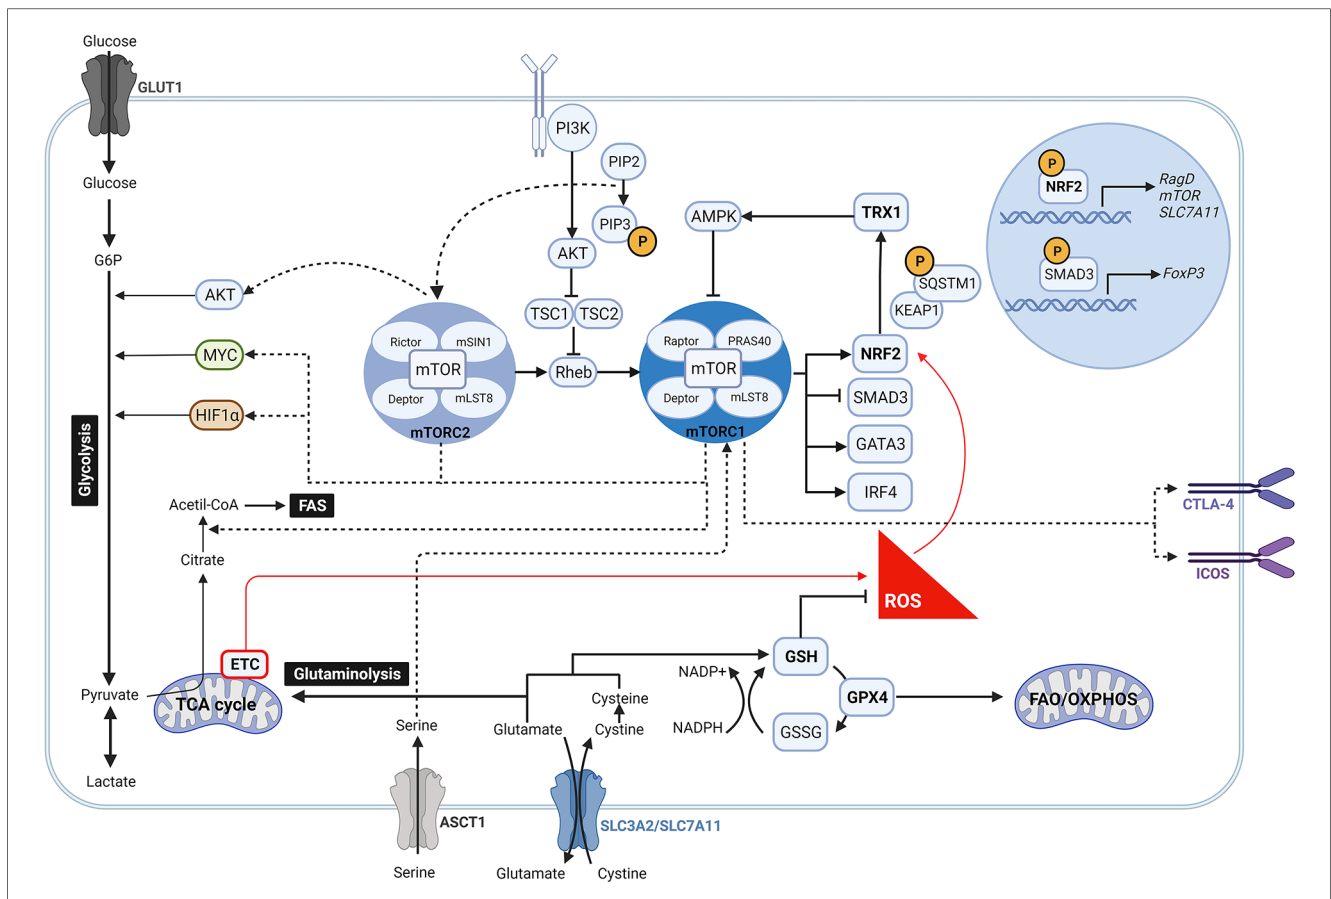 Glucose
GLUT1
Glucose
G6P
AKT
MYC
HIF1α
Glycolysis
Acetil-CoA
FAS
Citrate
ETC
TCA cycle
Pyruvate
Lactate
Glutaminolysis
PI3K
PIP2
PIP3
P
AKT
TSC1
TSC2
Rheb
Rictor
mSIN1
mTOR
Deptor
mLST8
mTORC2
AMPK
Raptor
PRAS40
mTOR
Deptor
mLST8
mTORC1
TRX1
P
SQSTM1
KEAP1
NRF2
SMAD3
GATA3
IRF4
P
NRF2
RagD
mTOR
SLC7A11
P
SMAD3
FoxP3
CTLA-4
ICOS
ROS
GSH
NADP+
NADPH
GPX4
GSSG
FAO/OXPHOS
Cysteine
Glutamate
Cystine
Serine
ASCT1
SLC3A2/SLC7A11
Serine
Glutamate
Cystine